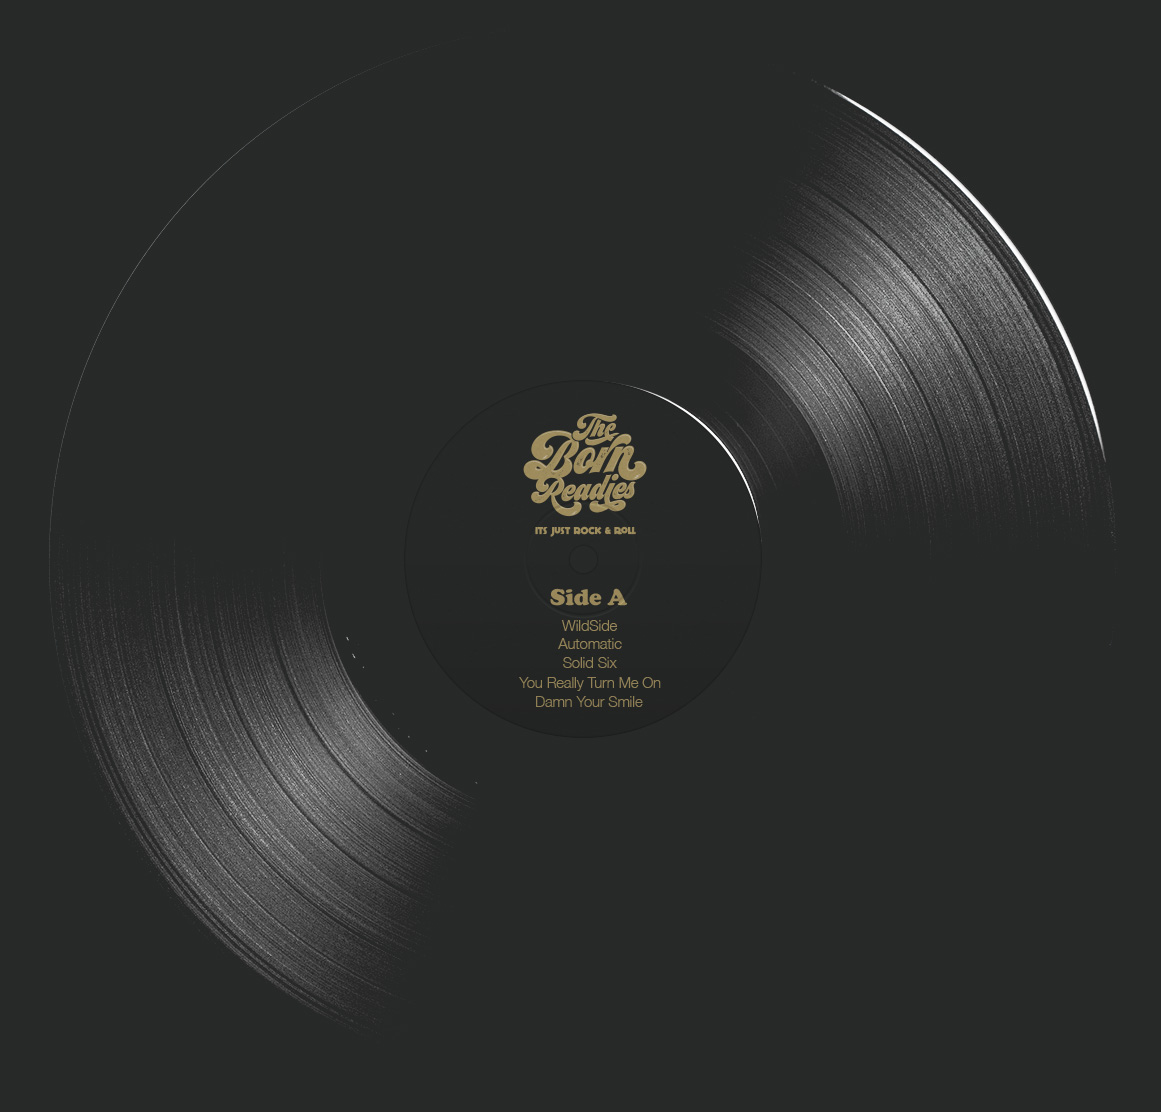 The
Born
Readies
ITS JUST ROCK & ROLL
Side A
WildSide
Automatic
Solid Six
You Really Turn Me On
Damn Your Smile